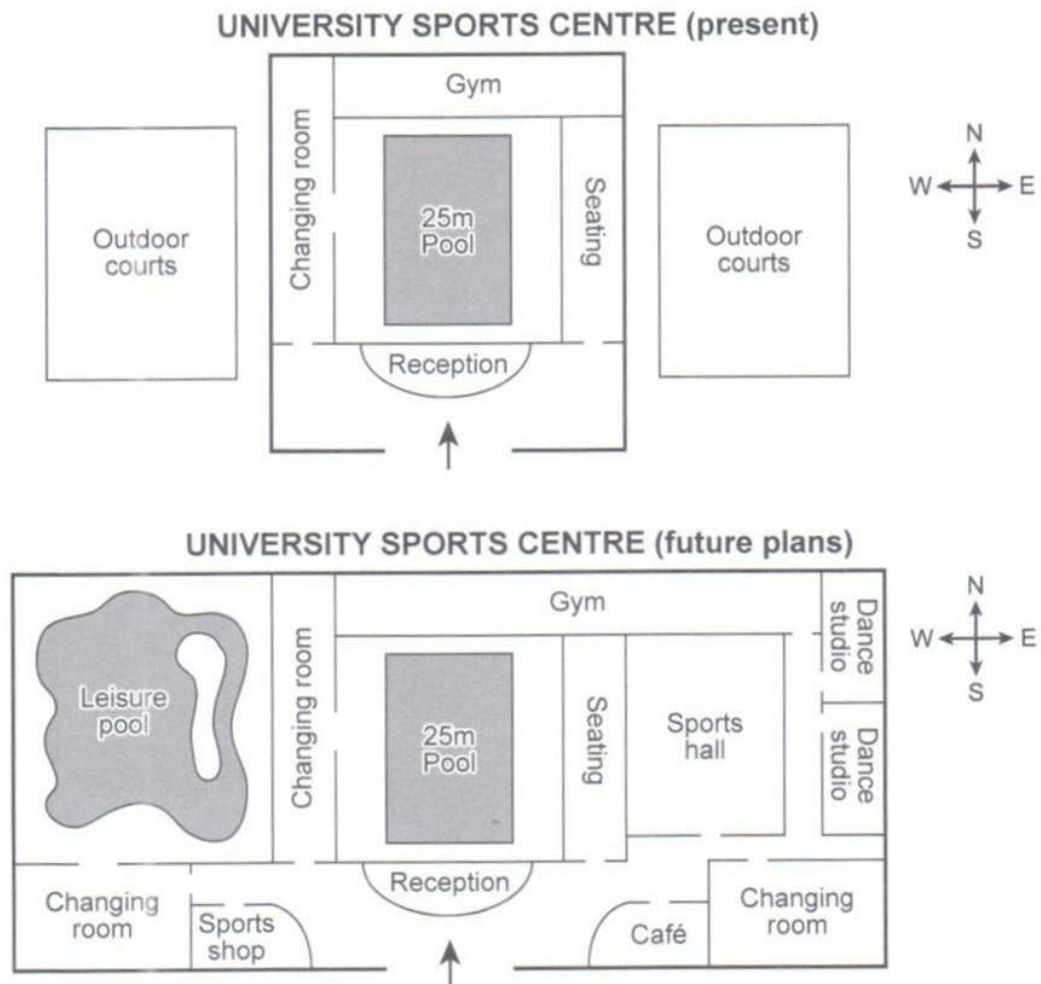 UNIVERSITY SPORTS CENTRE (present)
Gym
Changing room
25m
Pool
Seating
Outdoor
courts
Outdoor
courts
Reception
N
W
E
S
UNIVERSITY SPORTS CENTRE (future plans)
Leisure
pool
Changing room
Gym
25m
Pool
Seating
Sports
hall
Dance
studio
Dance
studio
N
W
E
S
Changing
room
Sports
shop
Reception
Café
Changing
room